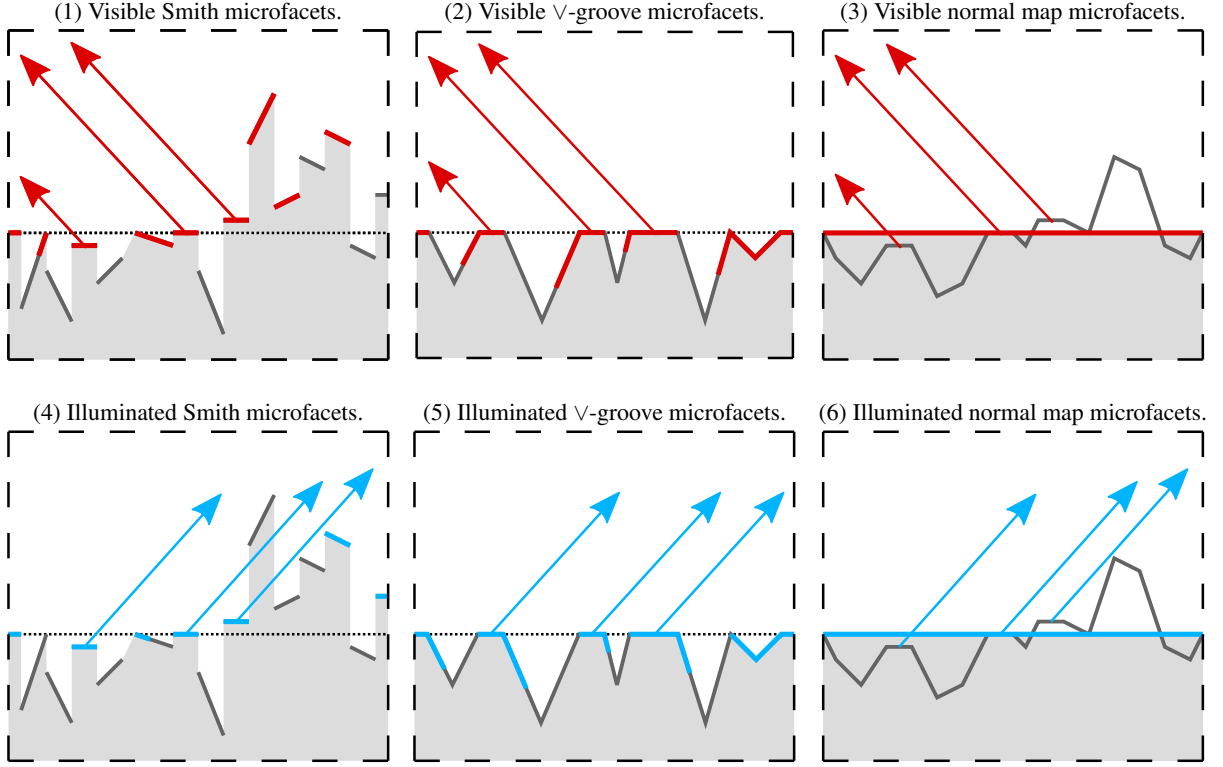 (1) Visible Smith microfacets.
(2) Visible ∨-groove microfacets.
(3) Visible normal map microfacets.
(4) Illuminated Smith microfacets.
(5) Illuminated ∨-groove microfacets.
(6) Illuminated normal map microfacets.